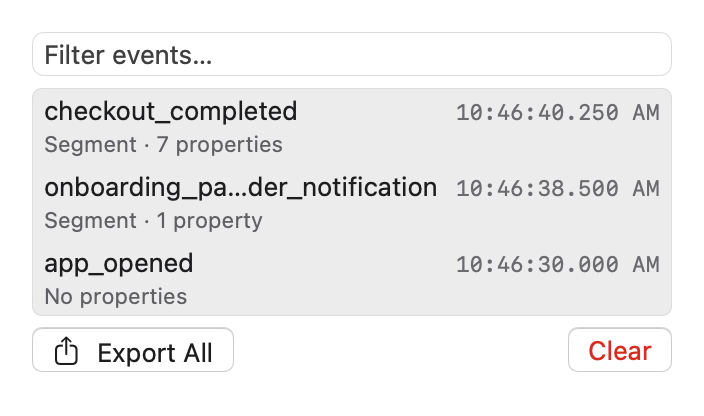 Filter events...
checkout_completed 10:46:40.250 AM
Segment · 7 properties
onboarding_pa...der_notification 10:46:38.500 AM
Segment · 1 property
app_opened 10:46:30.000 AM
No properties
Export All Clear